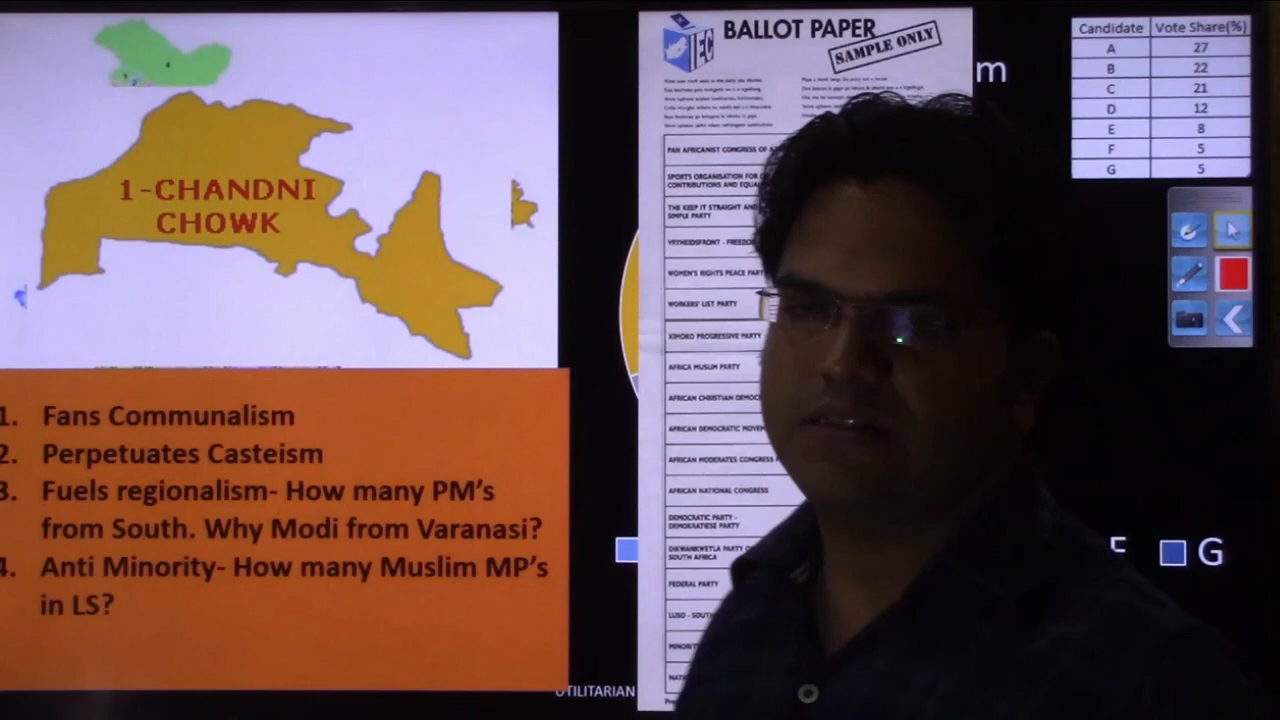 1-CHANDNI
CHOWK
1. Fans Communalism
2. Perpetuates Casteism
3. Fuels regionalism- How many PM's
from South. Why Modi from Varanasi?
4. Anti Minority- How many Muslim MP's
in LS?
UTILITARIAN
IEC
BALLOT PAPER
SAMPLE ONLY
PAN AFRICANIST CONGRESS OF
SPORTS ORGANISATION FOR
CONTRIBUTIONS AND
THE KEEP IT STRAIGHT AND
SIMPLE PARTY
VRYHEIDSFRONT -
WOMEN'S RIGHTS PEACE PARTY
WORKERS' LIST PARTY
XIMOKO PROGRESSIVE PARTY
AFRICA MUSLIM PARTY
AFRICAN CHRISTIAN
AFRICAN DEMOCRATIC
AFRICAN MODERATES CONGRESS
AFRICAN NATIONAL CONGRESS
DEMOCRATIC PARTY -
DEMOKRATIESE PARTY
DIKWANKWETLA PARTY
SOUTH AFRICA
FEDERAL PARTY
LUSO -
m
Candidate Vote Share(%)
A 27
B 22
C 21
D 12
E 8
F 5
G 5
G